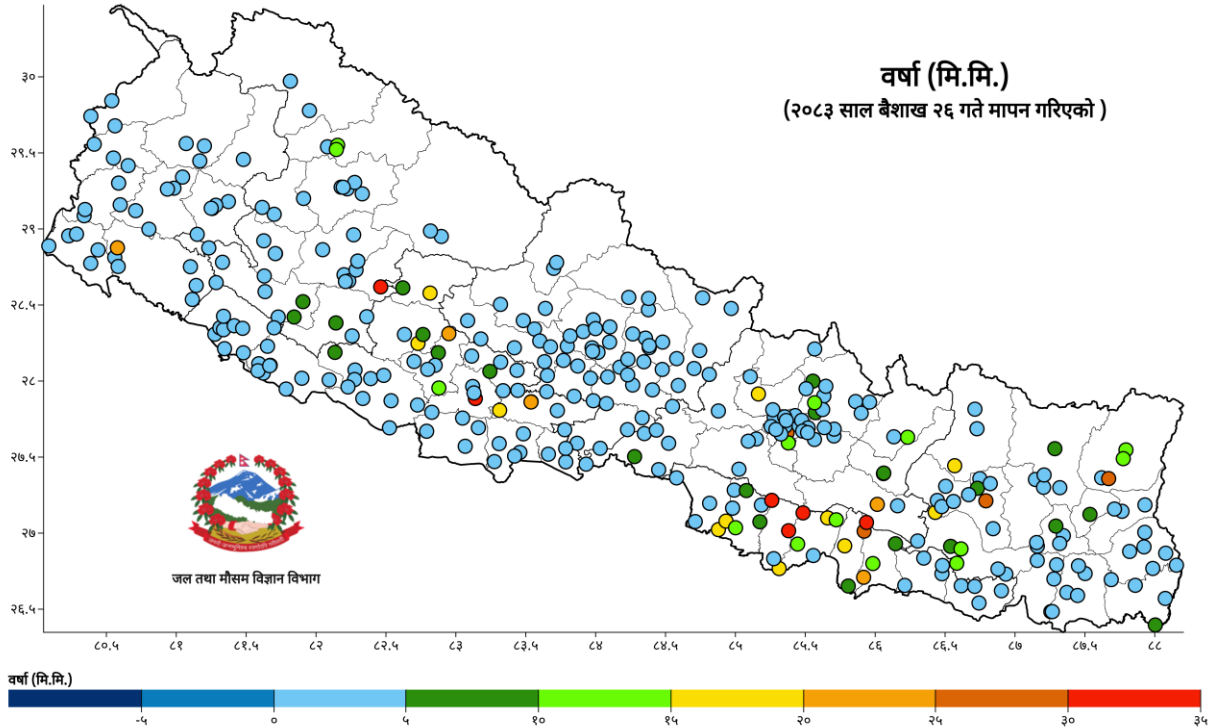 वर्षा (मि.मि.)
(२०८३ साल बैशाख २६ गते मापन गरिएको )
३०
२९.५
२९
२८.५
२८
२७.५
२७
२६.५
जल तथा मौसम विज्ञान विभाग
८०.५ ८१ ८१.५ ८२ ८२.५ ८३ ८३.५ ८४ ८४.५ ८५ ८५.५ ८६ ८६.५ ८७ ८७.५ ८८
वर्षा (मि.मि.)
-५ ० ५ १० १५ २० २५ ३० ३५